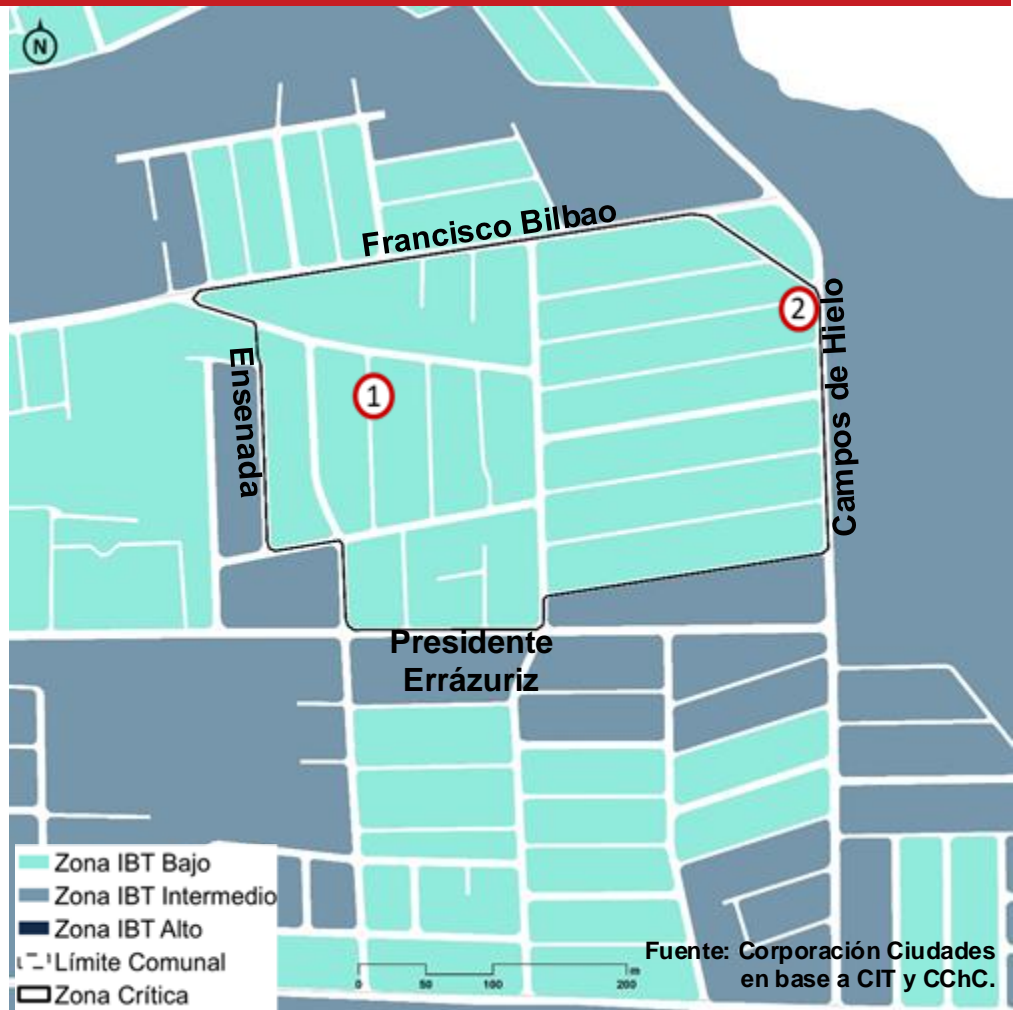 N
Francisco Bilbao
2
Campos de Hielo
Ensenada
1
Presidente
Errázuriz
Zona IBT Bajo
Zona IBT Intermedio
Zona IBT Alto
Límite Comunal
Zona Crítica
Fuente: Corporación Ciudades
en base a CIT y CChC.
m
0 50 100 200